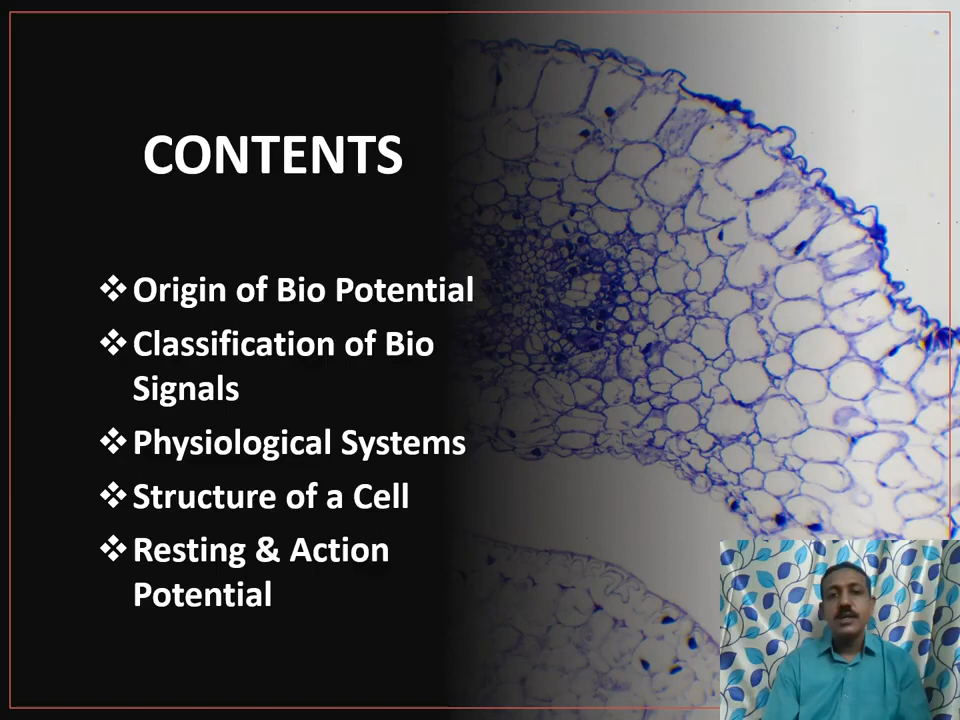 CONTENTS
❖ Origin of Bio Potential
❖ Classification of Bio
Signals
❖ Physiological Systems
❖ Structure of a Cell
❖ Resting & Action
Potential